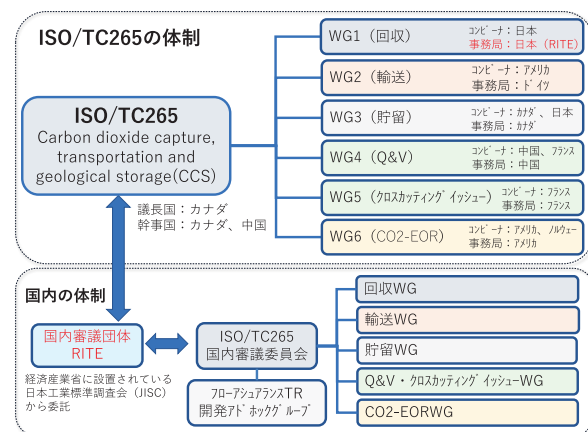 ISO/TC265の体制
ISO/TC265
Carbon dioxide capture,
transportation and
geological storage(CCS)
議長国：カナダ
幹事国：カナダ、中国
WG1（回収）
ｺﾝﾋﾞｰﾅ：日本
事務局：日本（RITE）
WG2（輸送）
ｺﾝﾋﾞｰﾅ：ｱﾒﾘｶ
事務局：ﾄﾞｲﾂ
WG3（貯留）
ｺﾝﾋﾞｰﾅ：ｶﾅﾀﾞ、日本
事務局：ｶﾅﾀﾞ
WG4（Q&V）
ｺﾝﾋﾞｰﾅ：中国、ﾌﾗﾝｽ
事務局：中国
WG5（ｸﾛｽｶｯﾃｨﾝｸﾞｲｯｼｭｰ）
ｺﾝﾋﾞｰﾅ：ﾌﾗﾝｽ
事務局：ﾌﾗﾝｽ
WG6（CO2-EOR）
ｺﾝﾋﾞｰﾅ：ｱﾒﾘｶ、ﾉﾙｳｪｰ
事務局：ｱﾒﾘｶ
国内の体制
国内審議団体
RITE
経済産業省に設置されている
日本工業標準調査会（JISC）
から委託
ISO/TC265
国内審議委員会
ﾌﾛｰｱｼｭｱﾗﾝｽTR
開発ｱﾄﾞﾎｯｸｸﾞﾙｰﾌﾟ
回収WG
輸送WG
貯留WG
Q&V・ｸﾛｽｶｯﾃｨﾝｸﾞｲｯｼｭｰWG
CO2-EORWG